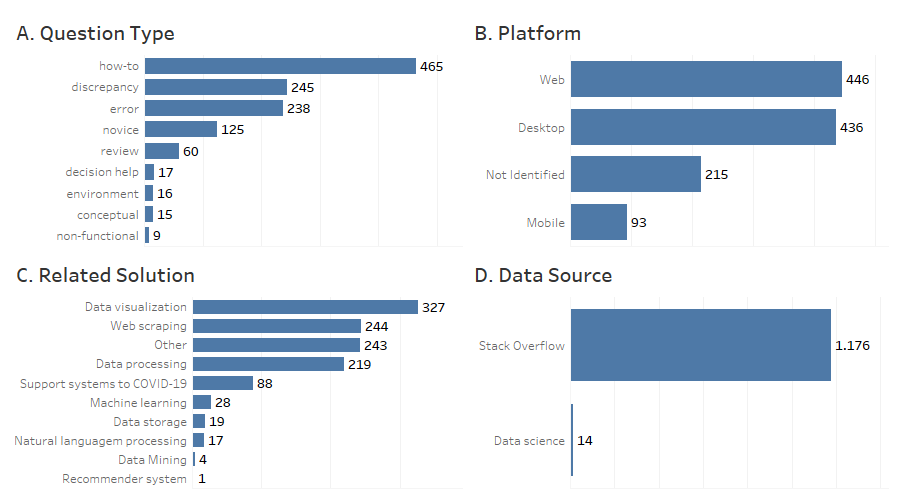 A. Question Type
how-to 465
discrepancy 245
error 238
novice 125
review 60
decision help 17
environment 16
conceptual 15
non-functional 9
B. Platform
Web 446
Desktop 436
Not Identified 215
Mobile 93
C. Related Solution
Data visualization 327
Web scraping 244
Other 243
Data processing 219
Support systems to COVID-19 88
Machine learning 28
Data storage 19
Natural languagem processing 17
Data Mining 4
Recommender system 1
D. Data Source
Stack Overflow 1.176
Data science 14